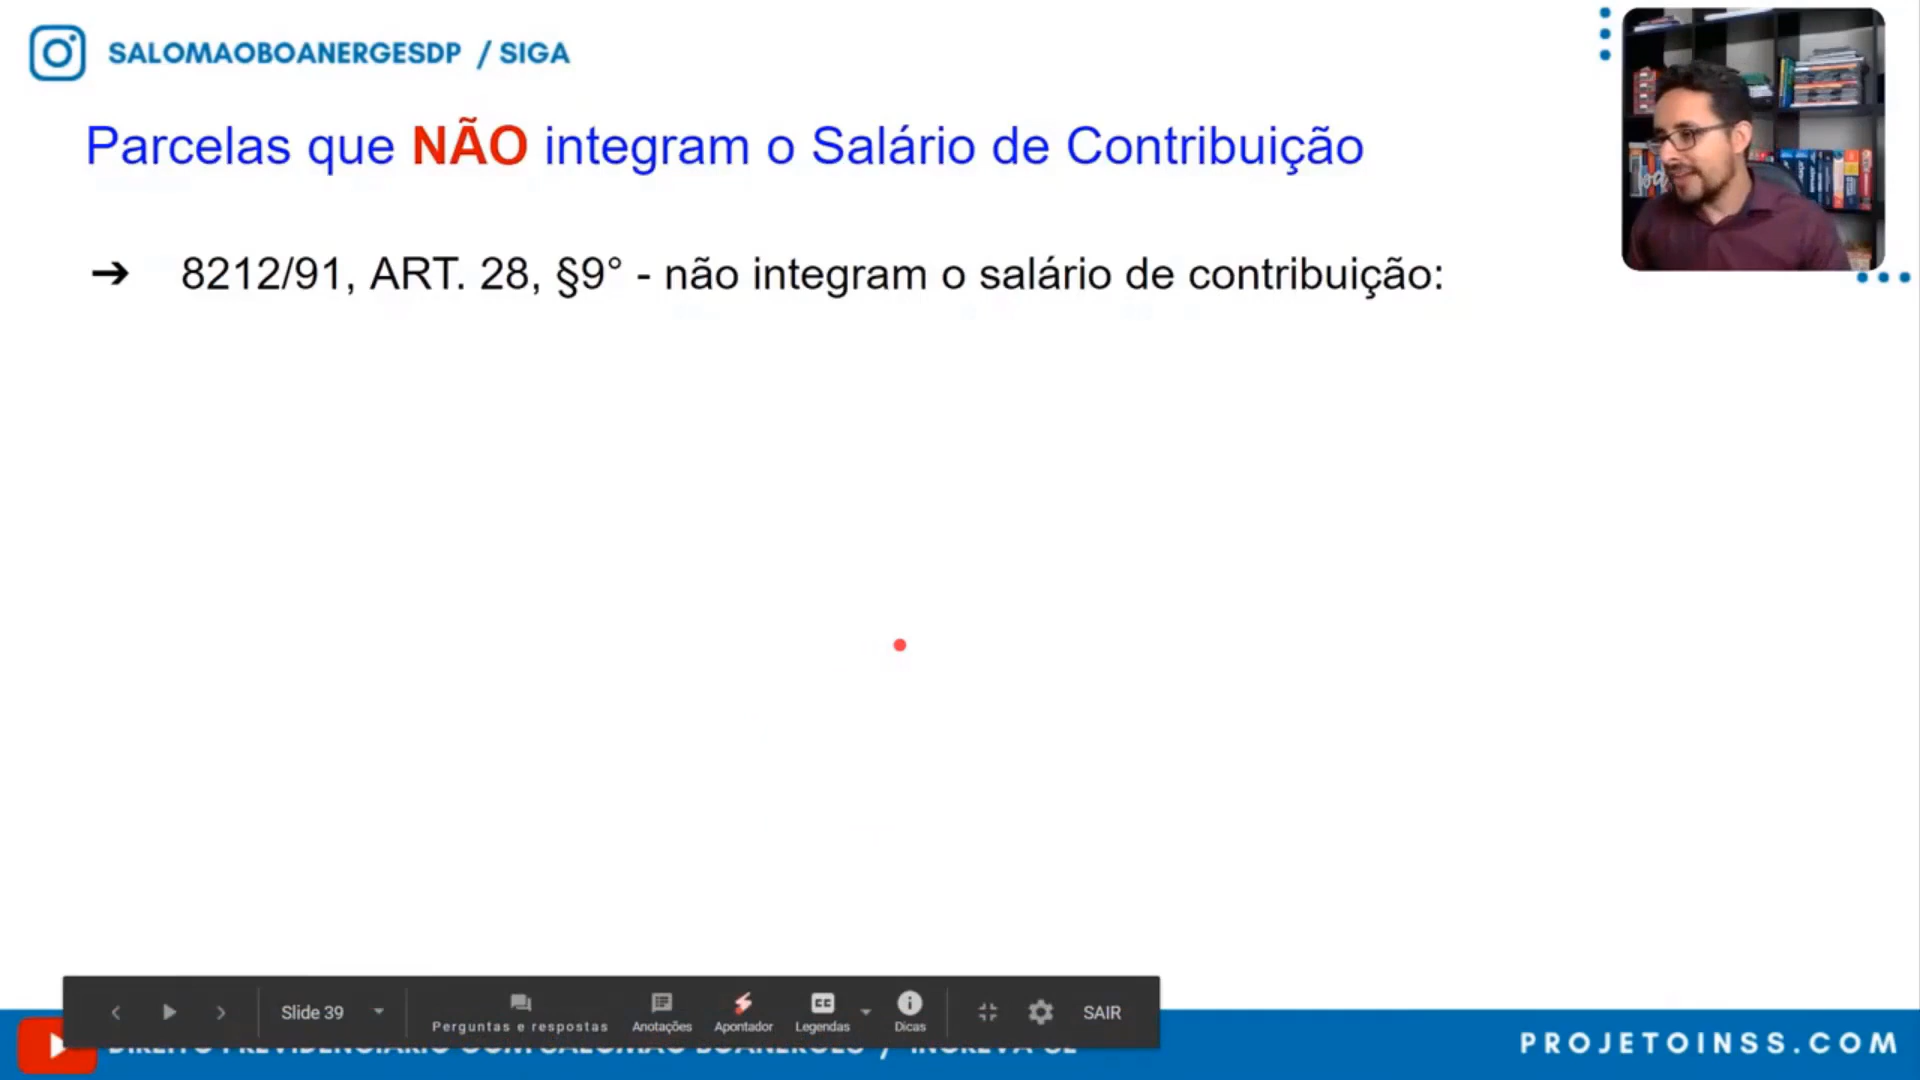 SALOMAOBOANERGESDP / SIGA
Parcelas que NÃO integram o Salário de Contribuição
➔ 8212/91, ART. 28, §9° - não integram o salário de contribuição:
Slide 39
Perguntas e respostas
Anotações
Apontador
Legendas
Dicas
SAIR
PROJETOINSS.COM